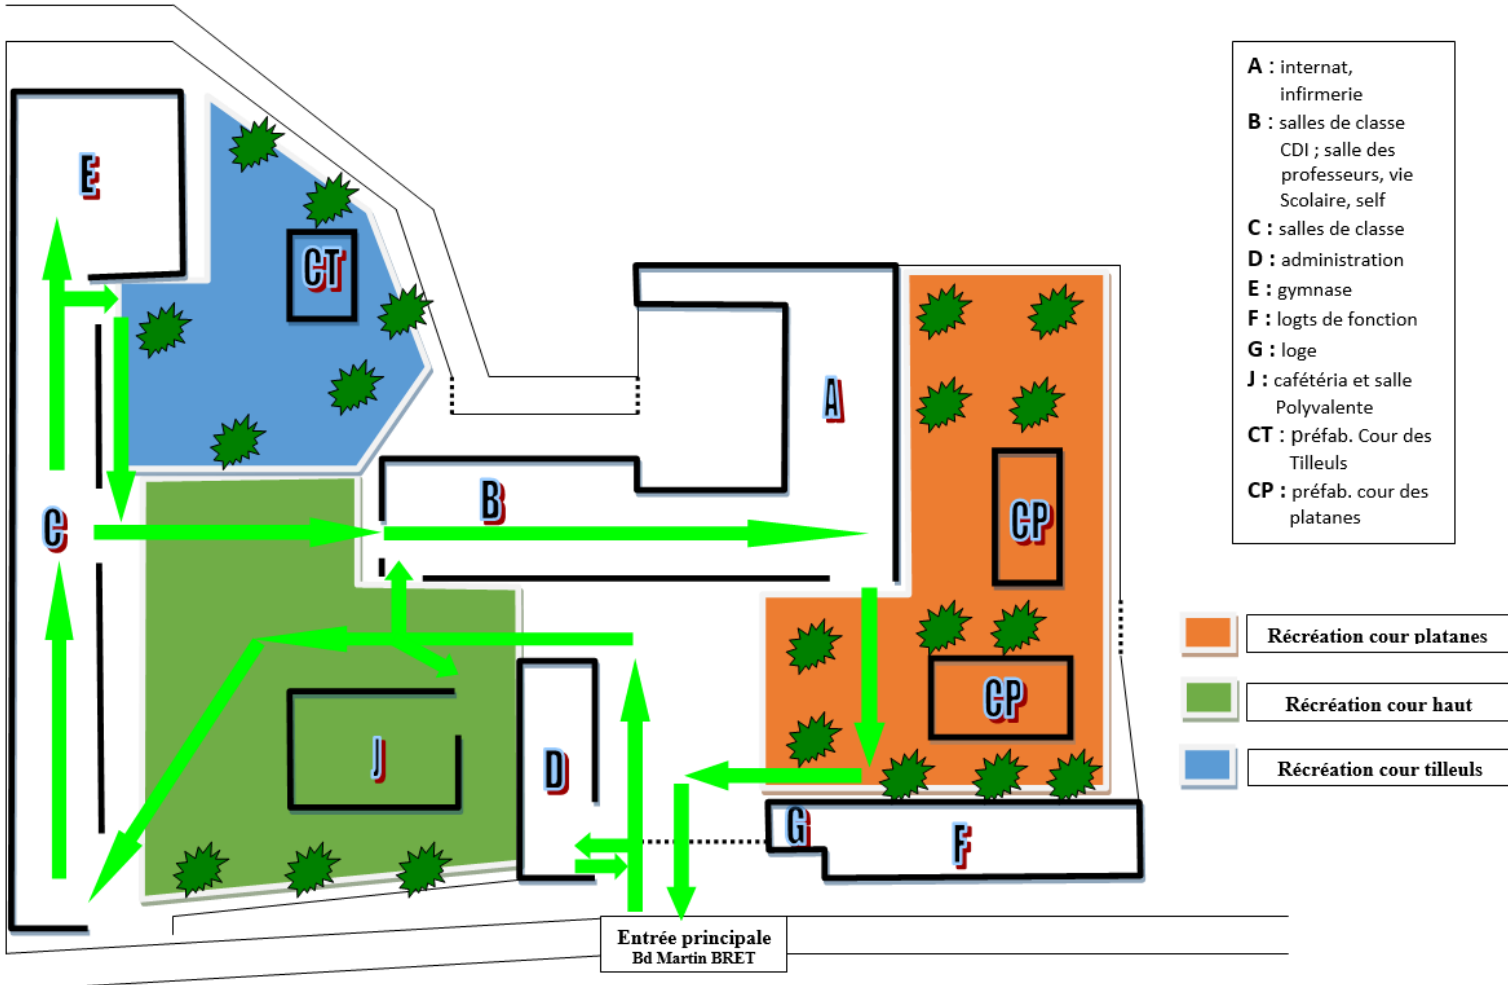 E
CT
A
B
C
CP
CP
J
D
G
F
Entrée principale
Bd Martin BRET
A : internat,
infirmerie
B : salles de classe
CDI ; salle des
professeurs, vie
Scolaire, self
C : salles de classe
D : administration
E : gymnase
F : logts de fonction
G : loge
J : cafétéria et salle
Polyvalente
CT : préfab. Cour des
Tilleuls
CP : préfab. cour des
platanes
Récréation cour platanes
Récréation cour haut
Récréation cour tilleuls